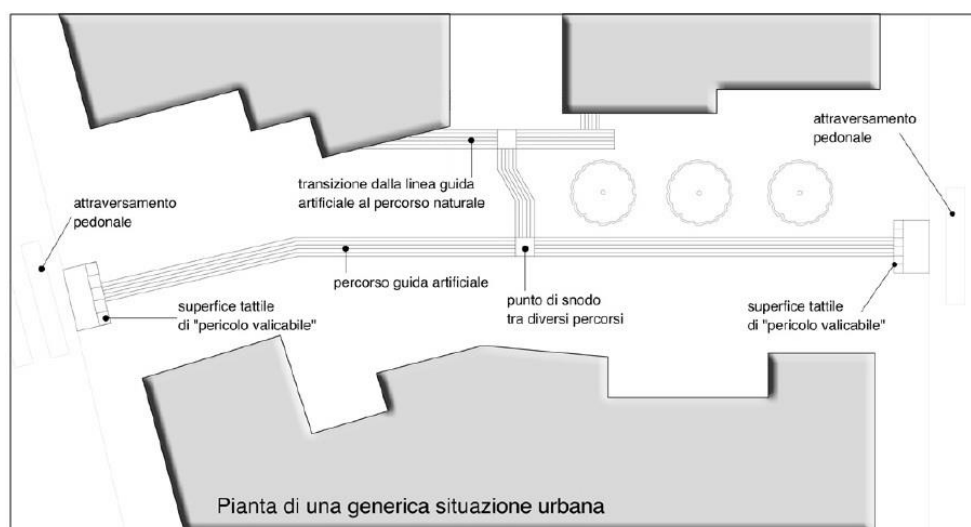 attraversamento
pedonale
transizione dalla linea guida
artificiale al percorso naturale
attraversamento
pedonale
percorso guida artificiale
punto di snodo
tra diversi percorsi
superfice tattile
di "pericolo valicabile"
superfice tattile
di "pericolo valicabile"
Pianta di una generica situazione urbana